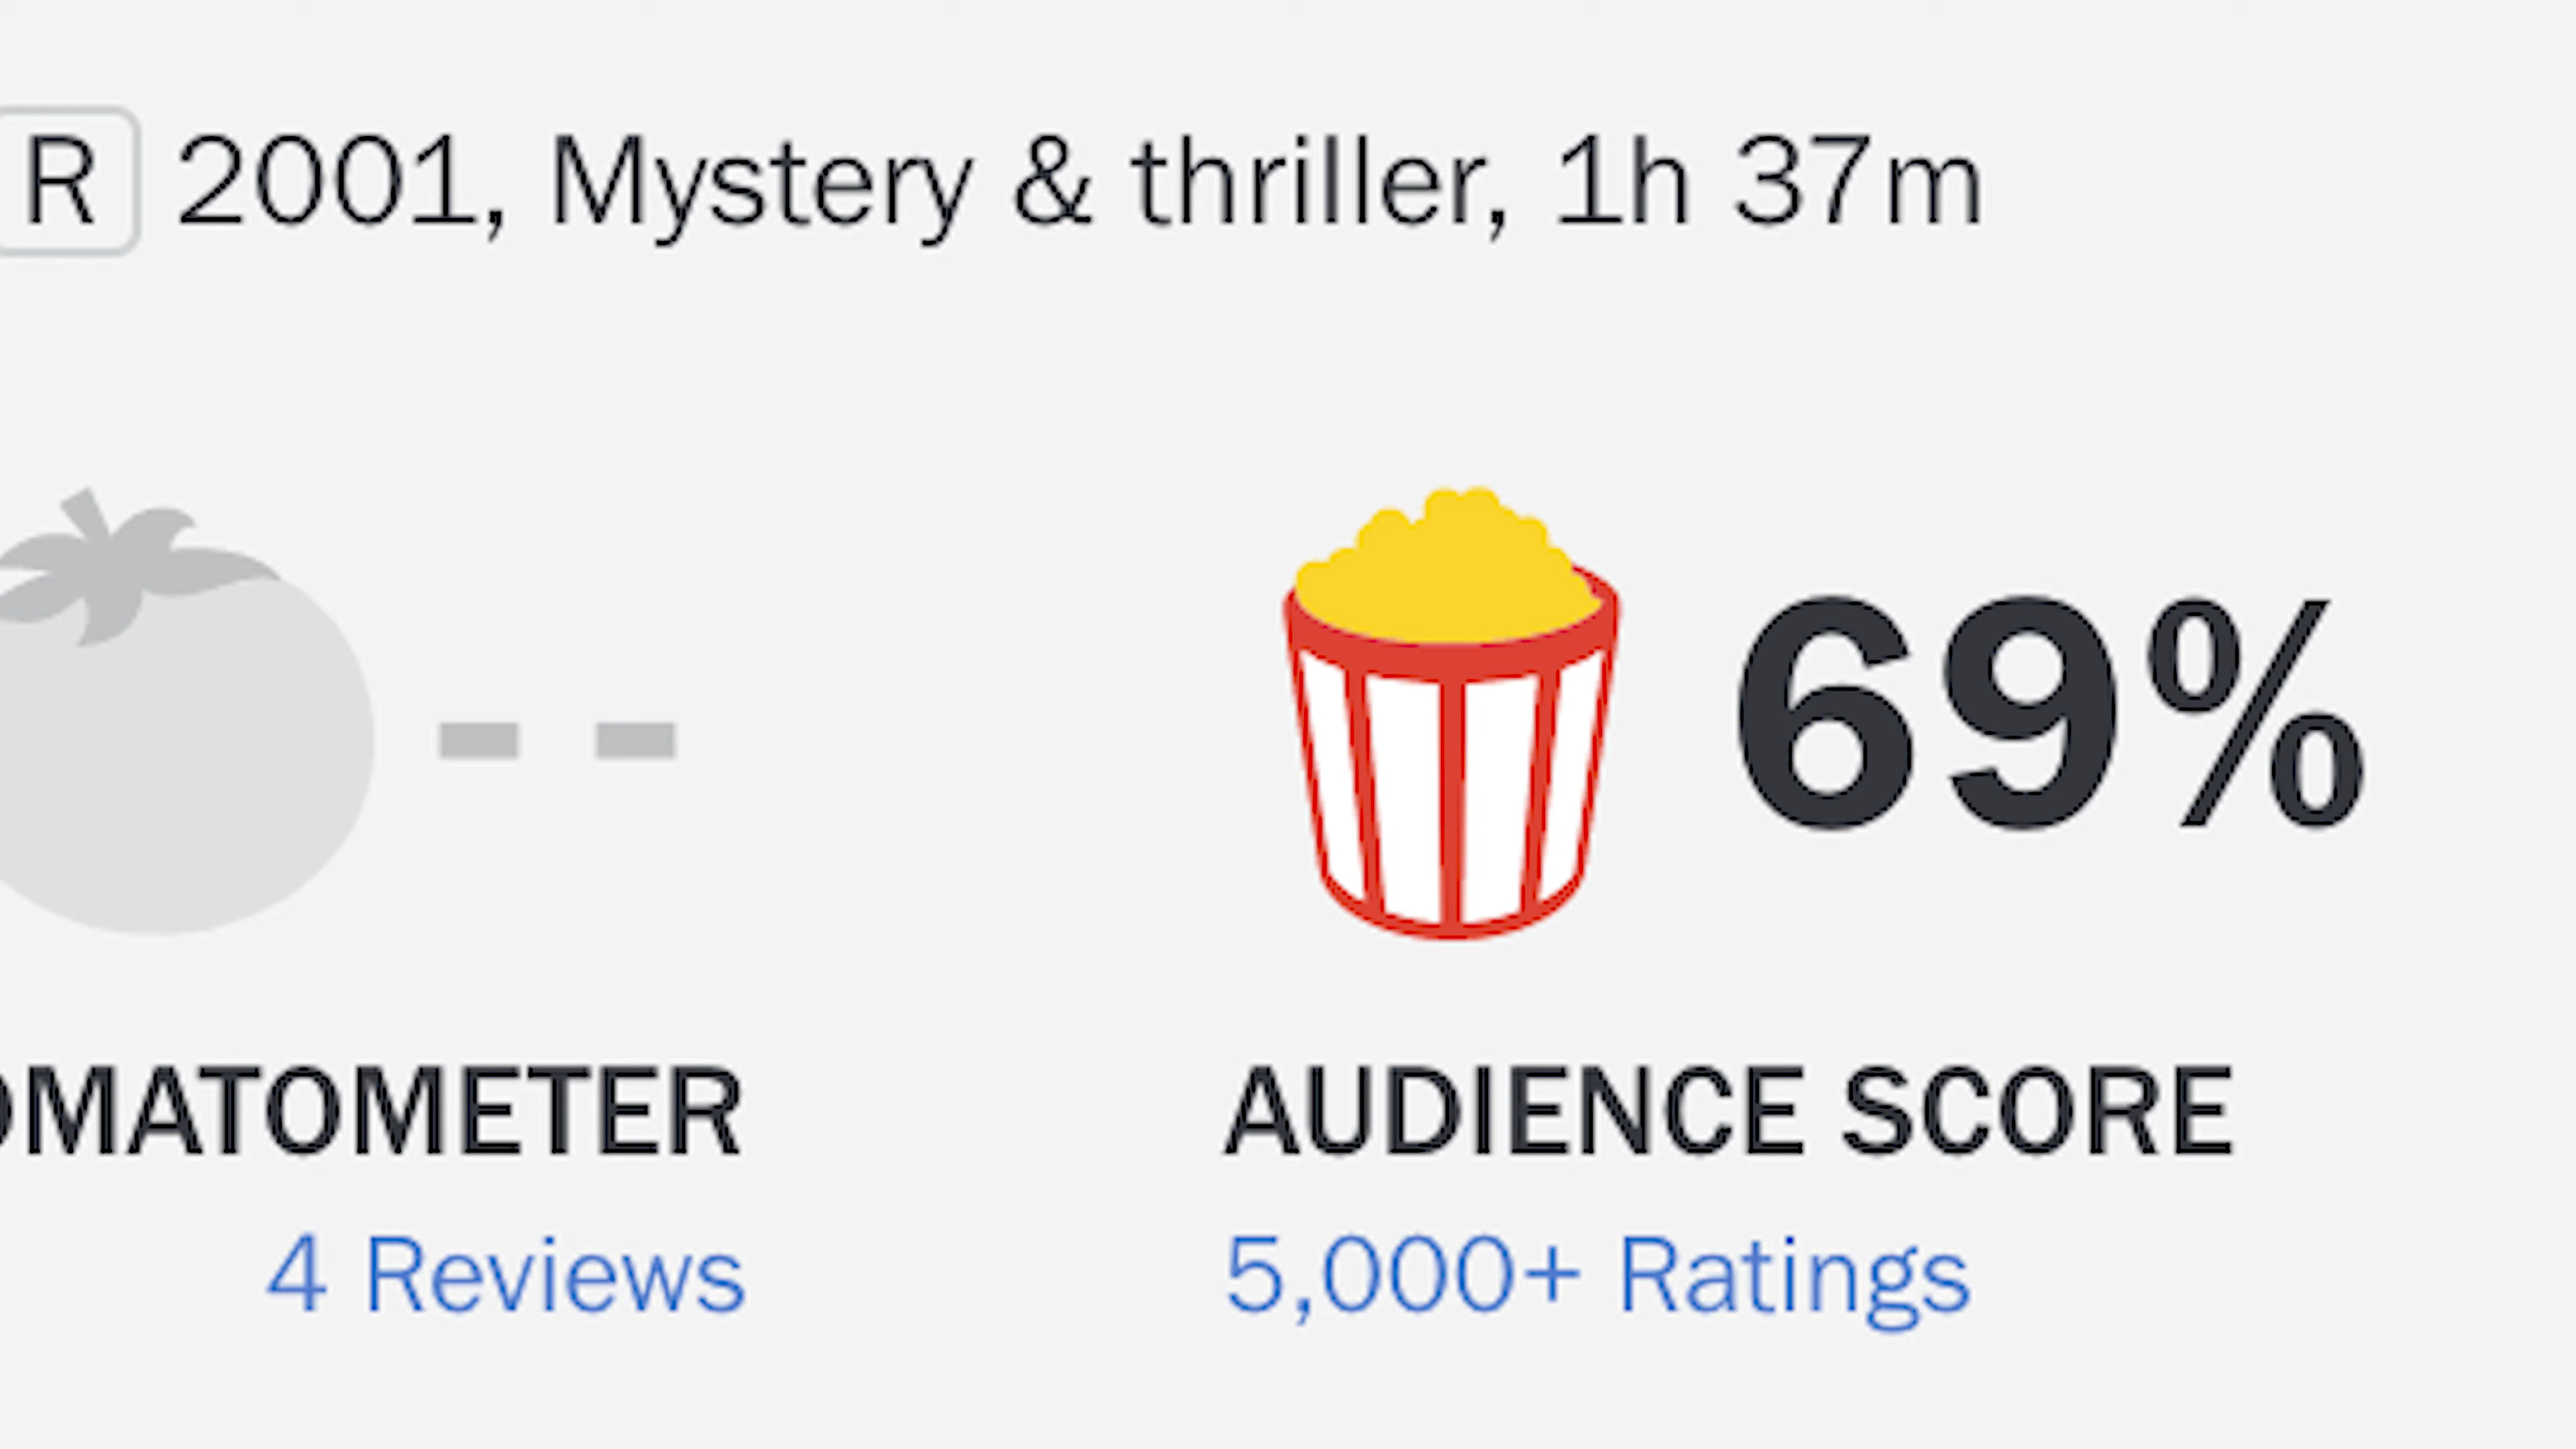 R 2001, Mystery & thriller, 1h 37m
- - 69%
OMATOMETER AUDIENCE SCORE
4 Reviews 5,000+ Ratings